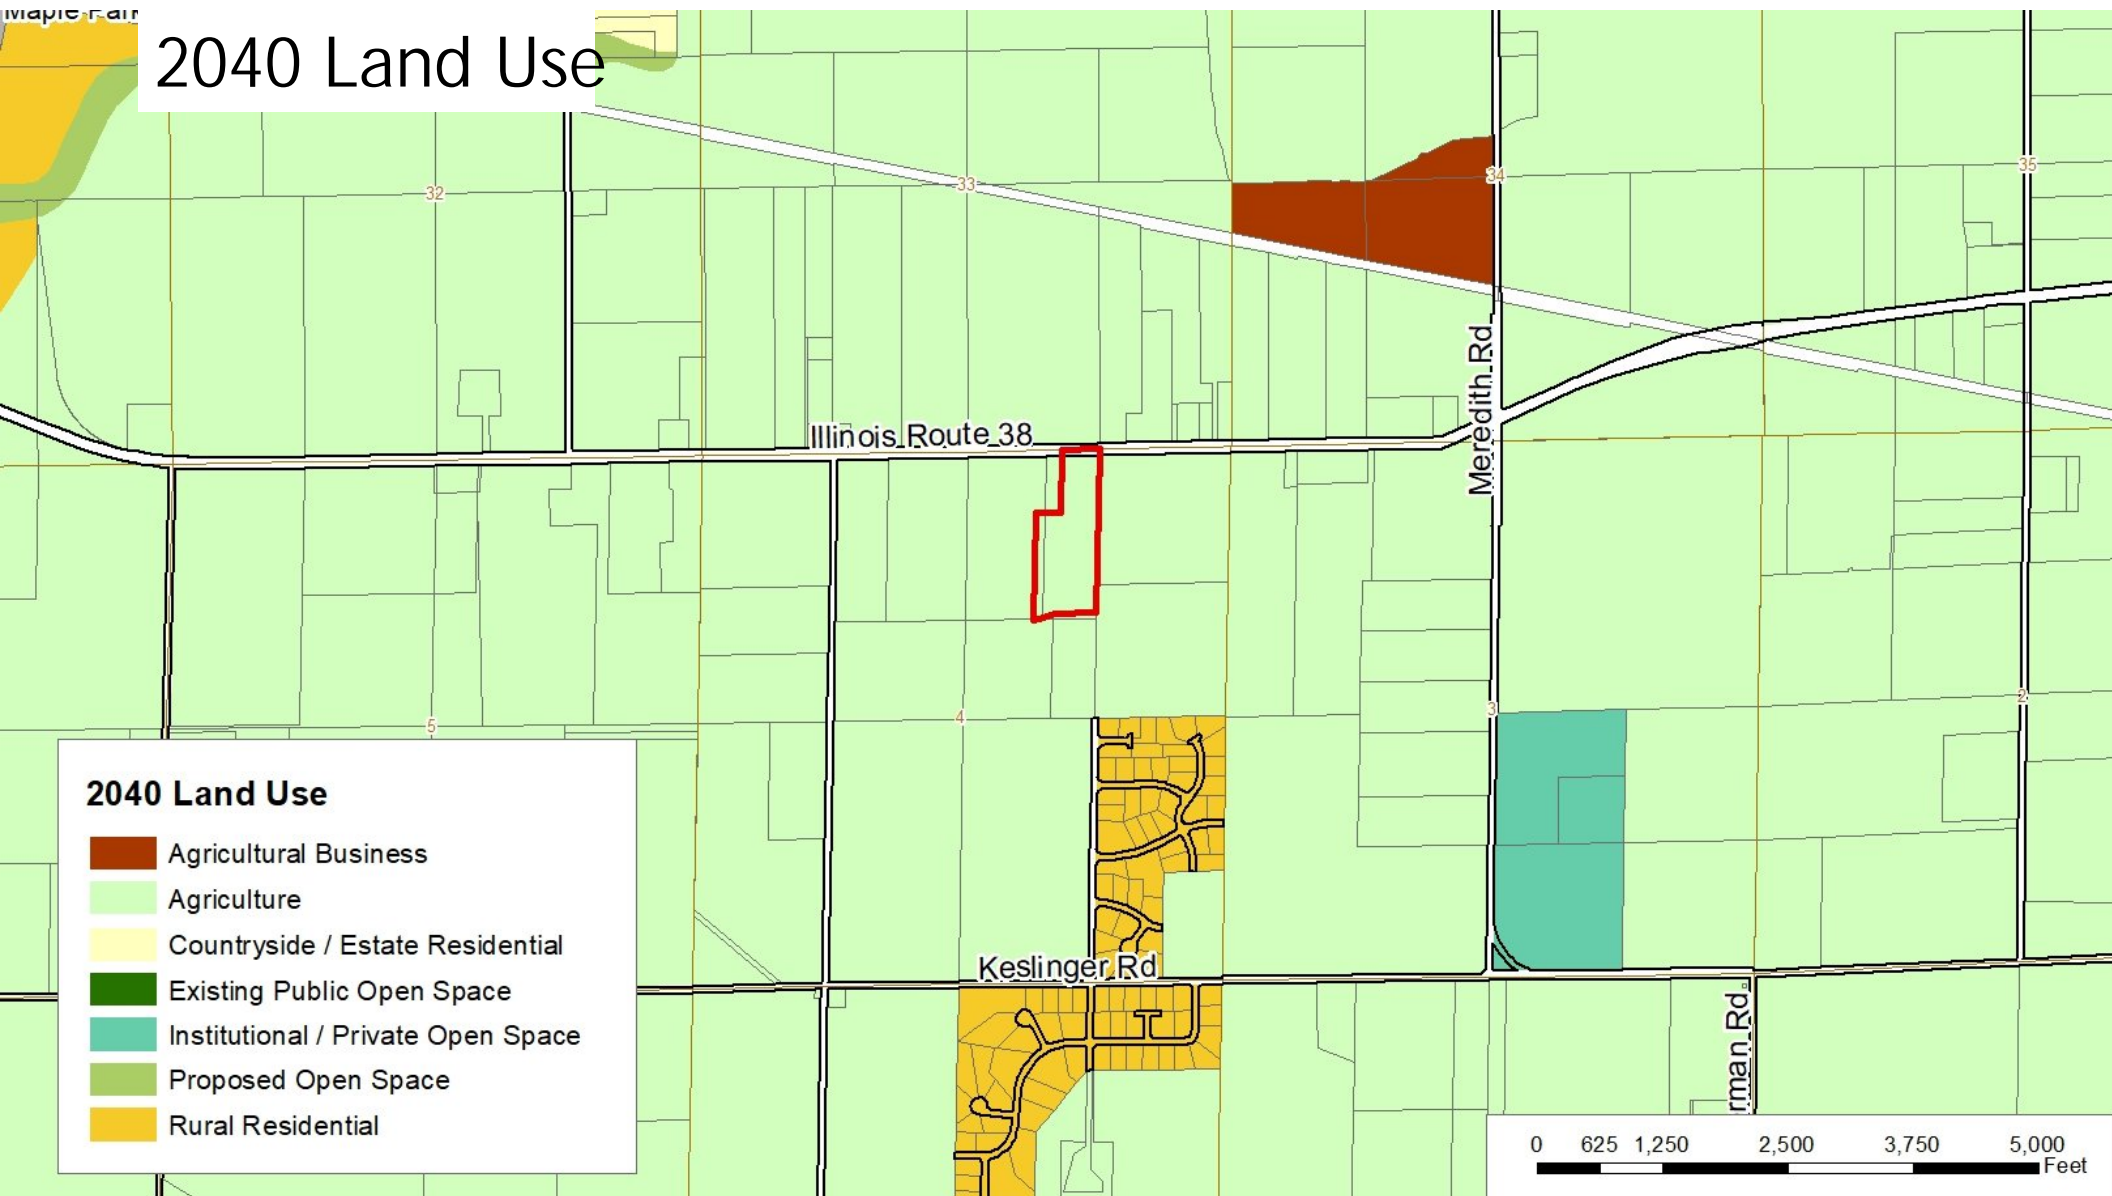 Maple Park
2040 Land Use
32
33
34
35
Meredith Rd
Illinois Route 38
5
4
3
2
2040 Land Use
Agricultural Business
Agriculture
Countryside / Estate Residential
Existing Public Open Space
Institutional / Private Open Space
Proposed Open Space
Rural Residential
Keslinger Rd
rman Rd
0 625 1,250 2,500 3,750 5,000
Feet